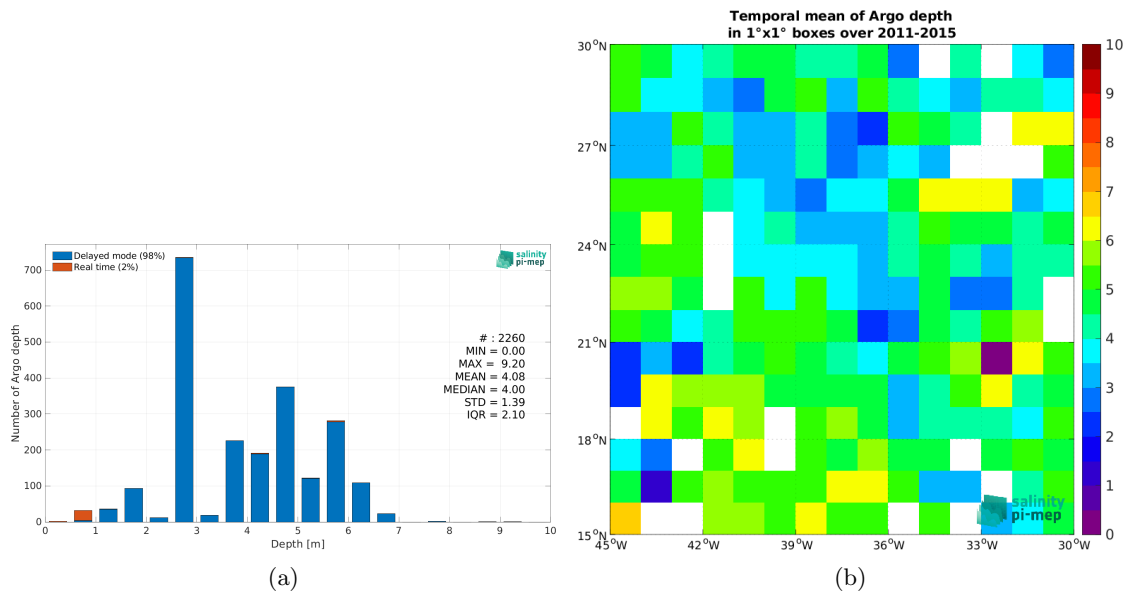 Delayed mode (98%)
Real time (2%)
salinity
pi-mep
# : 2260
MIN = 0.00
MAX = 9.20
MEAN = 4.08
MEDIAN = 4.00
STD = 1.39
IQR = 2.10
Number of Argo depth
700
600
500
400
300
200
100
0
0 1 2 3 4 5 6 7 8 9 10
Depth [m]
(a)
Temporal mean of Argo depth
in 1°x1° boxes over 2011-2015
30°N
27°N
24°N
21°N
18°N
15°N
45°W 42°W 39°W 36°W 33°W 30°W
salinity
pi-mep
10
9
8
7
6
5
4
3
2
1
0
(b)